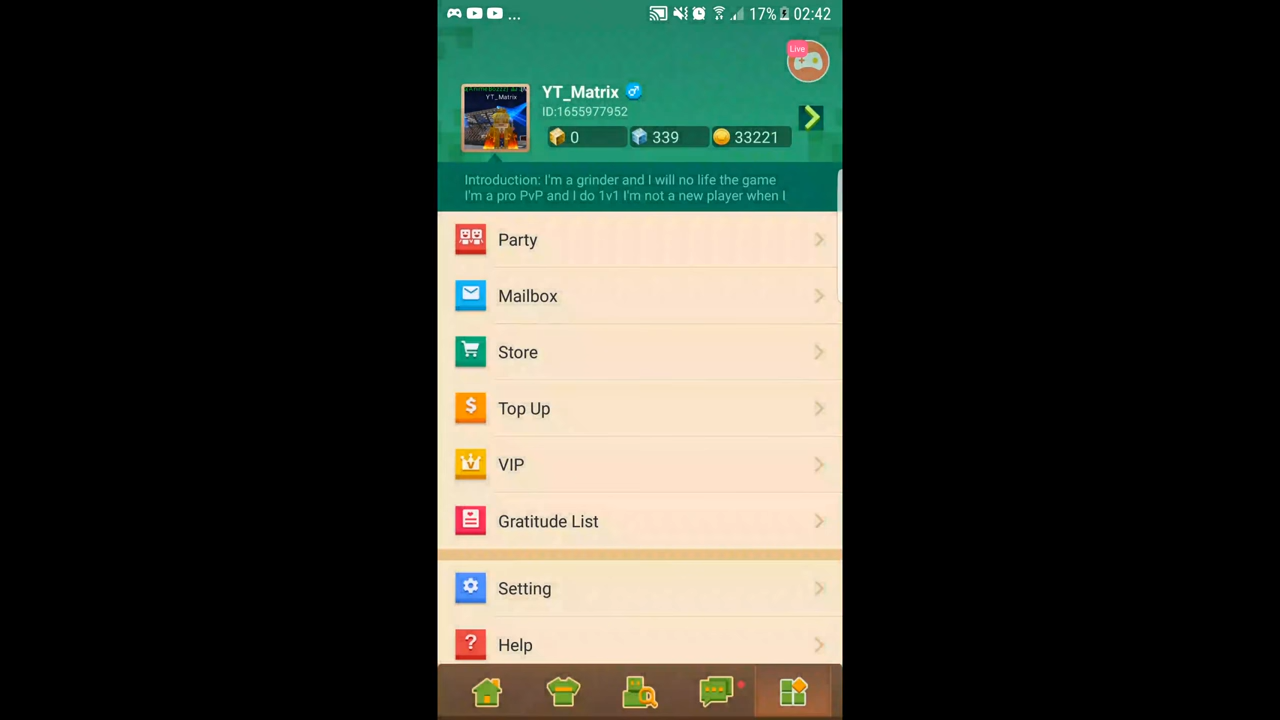 ... 17% 02:42
Live
YT_Matrix
YT_Matrix
ID:1655977952
0 339 33221
Introduction: I'm a grinder and I will no life the game
I'm a pro PvP and I do 1v1 I'm not a new player when I
Party
Mailbox
Store
$ Top Up
V VIP
Gratitude List
Setting
? Help